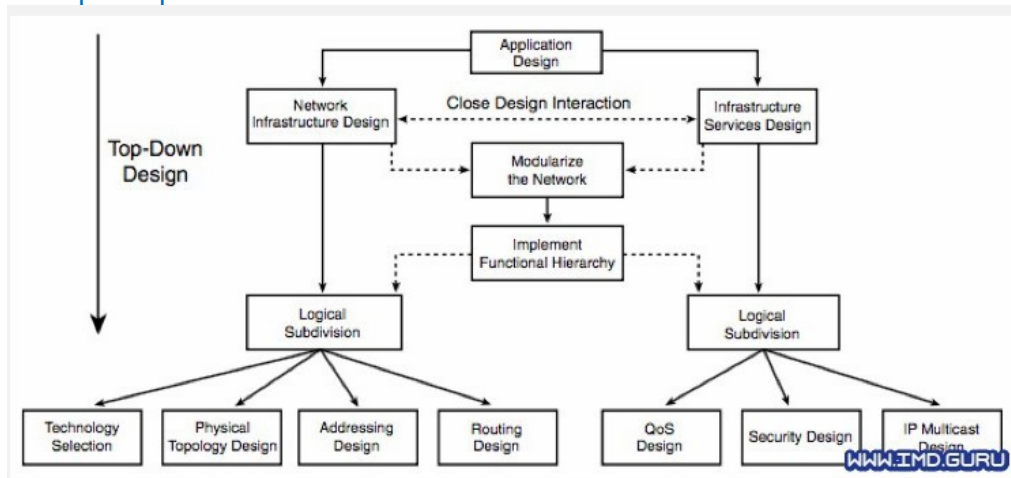 Application
Design
Network
Infrastructure Design
Close Design Interaction
Infrastructure
Services Design
Top-Down
Design
Modularize
the Network
Implement
Functional Hierarchy
Logical
Subdivision
Logical
Subdivision
Technology
Selection
Physical
Topology Design
Addressing
Design
Routing
Design
QoS
Design
Security Design
IP Multicast
Design
WWW.IMD.GURU